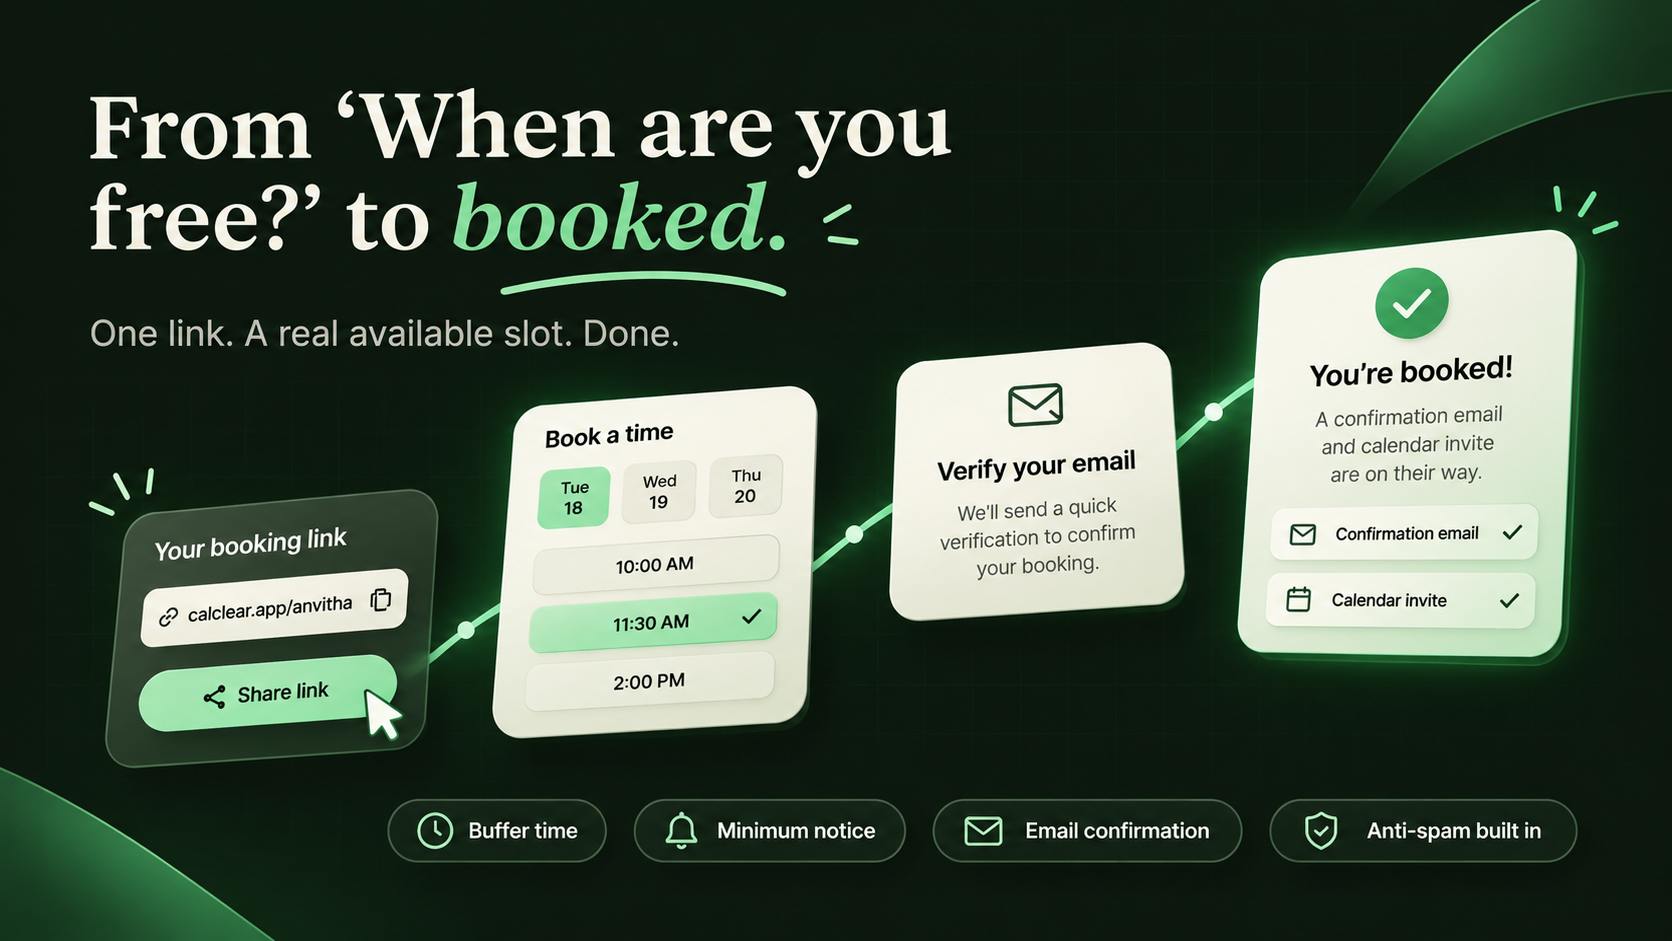 From ‘When are you
free?’ to booked.
One link. A real available slot. Done.
Your booking link
calclear.app/anvitha
Share link
Book a time
Tue
18
Wed
19
Thu
20
10:00 AM
11:30 AM
2:00 PM
Verify your email
We'll send a quick
verification to confirm
your booking.
You’re booked!
A confirmation email
and calendar invite
are on their way.
Confirmation email
Calendar invite
Buffer time
Minimum notice
Email confirmation
Anti-spam built in